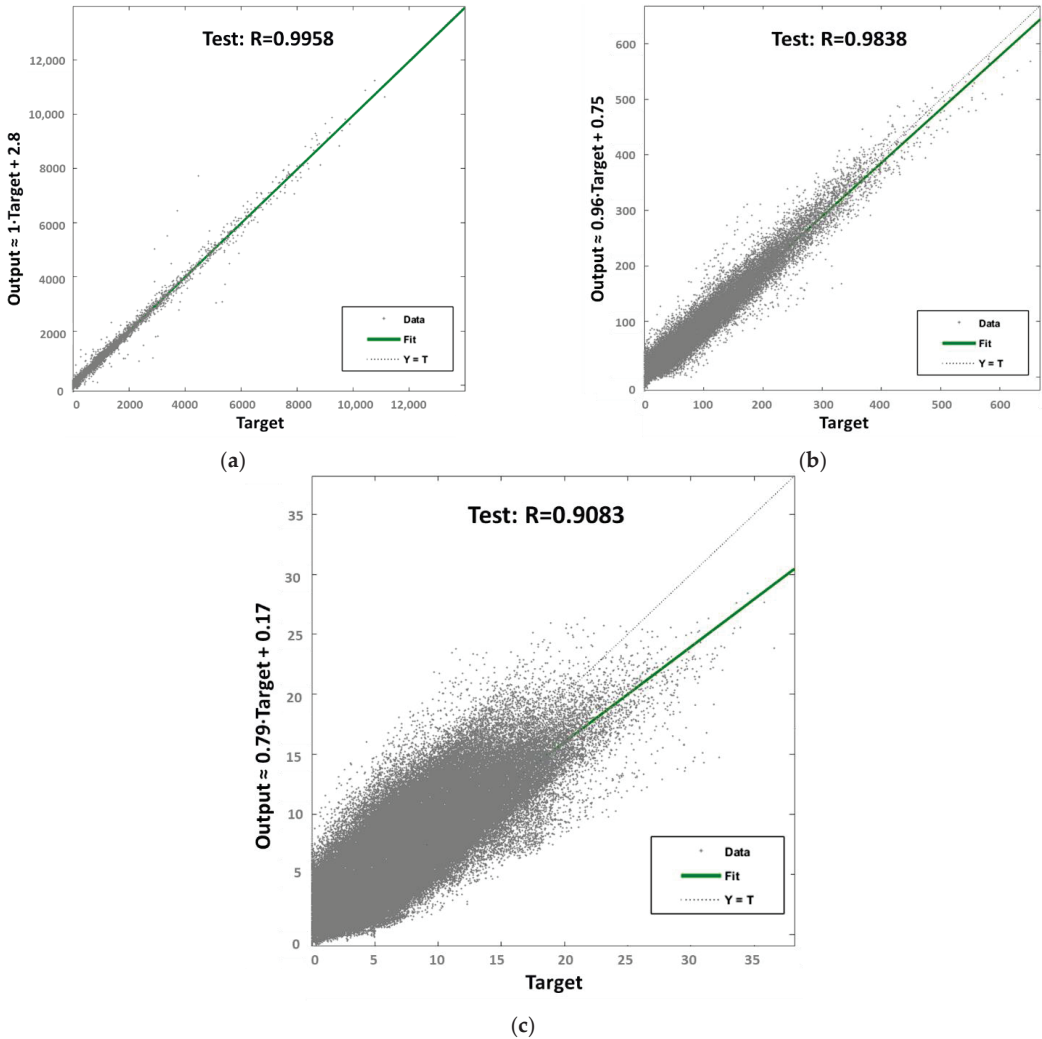 Test: R=0.9958
Output ≈ 1·Target + 2.8
12,000
10,000
8000
6000
4000
2000
0
0 2000 4000 6000 8000 10,000 12,000
Target
Data
Fit
Y = T
(a)
Test: R=0.9838
Output ≈ 0.96·Target + 0.75
600
500
400
300
200
100
0
0 100 200 300 400 500 600
Target
Data
Fit
Y = T
(b)
Test: R=0.9083
Output ≈ 0.79·Target + 0.17
35
30
25
20
15
10
5
0
0 5 10 15 20 25 30 35
Target
Data
Fit
Y = T
(c)